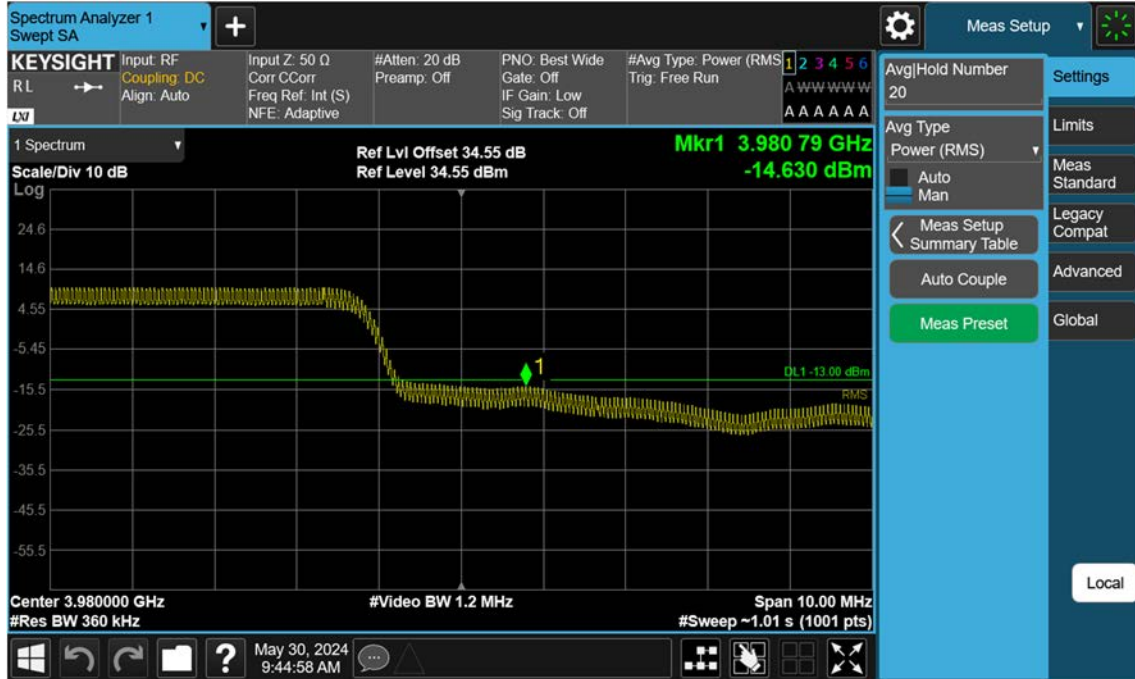 Spectrum Analyzer 1
Swept SA
Meas Setup
KEYSIGHT
R L
LXI
Input: RF
Coupling: DC
Align: Auto
Input Z: 50 Ω
Corr CCorr
Freq Ref: Int (S)
NFE: Adaptive
#Atten: 20 dB
Preamp: Off
PNO: Best Wide
Gate: Off
IF Gain: Low
Sig Track: Off
#Avg Type: Power (RMS
Trig: Free Run
1 2 3 4 5 6
A W W W W W
A A A A A A
1 Spectrum
Scale/Div 10 dB
Ref Lvl Offset 34.55 dB
Ref Level 34.55 dBm
Mkr1 3.980 79 GHz
-14.630 dBm
Log
24.6
14.6
4.55
-5.45
-15.5
-25.5
-35.5
-45.5
-55.5
1
DL1 -13.00 dBm
RMS
Center 3.980000 GHz
#Res BW 360 kHz
#Video BW 1.2 MHz
Span 10.00 MHz
#Sweep ~1.01 s (1001 pts)
?
May 30, 2024
9:44:58 AM
Avg|Hold Number
20
Avg Type
Power (RMS)
Auto
Man
Meas Setup
Summary Table
Auto Couple
Meas Preset
Settings
Limits
Meas
Standard
Legacy
Compat
Advanced
Global
Local